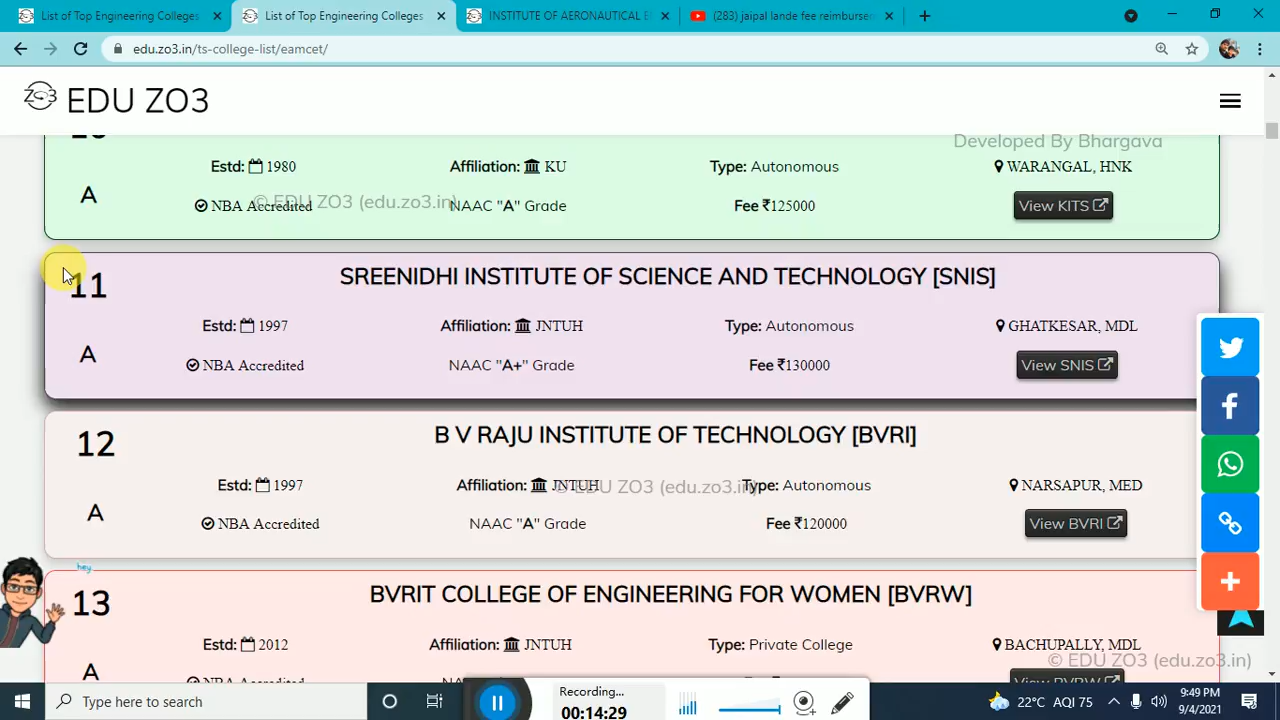 List of Top Engineering Colleges
List of Top Engineering Colleges
INSTITUTE OF AERONAUTICAL E
(283) jaipal lande fee reimburse
edu.zo3.in/ts-college-list/eamcet/
EDU ZO3
Developed By Bhargava
Estd: 1980 Affiliation: KU Type: Autonomous WARANGAL, HNK
A
NBA Accredited NAAC "A" Grade Fee ₹125000 View KITS
© EDU ZO3 (edu.zo3.in)
11 SREENIDHI INSTITUTE OF SCIENCE AND TECHNOLOGY [SNIS]
Estd: 1997 Affiliation: JNTUH Type: Autonomous GHATKESAR, MDL
A
NBA Accredited NAAC "A+" Grade Fee ₹130000 View SNIS
12 B V RAJU INSTITUTE OF TECHNOLOGY [BVRI]
Estd: 1997 Affiliation: JNTUH Type: Autonomous NARSAPUR, MED
© EDU ZO3 (edu.zo3.in)
A
NBA Accredited NAAC "A" Grade Fee ₹120000 View BVRI
hey
13 BVRIT COLLEGE OF ENGINEERING FOR WOMEN [BVRW]
Estd: 2012 Affiliation: JNTUH Type: Private College BACHUPALLY, MDL
© EDU ZO3 (edu.zo3.in)
A
NBA Accredited View BVRW
Type here to search
Recording...
00:14:29
22°C AQI 75
9:49 PM
9/4/2021